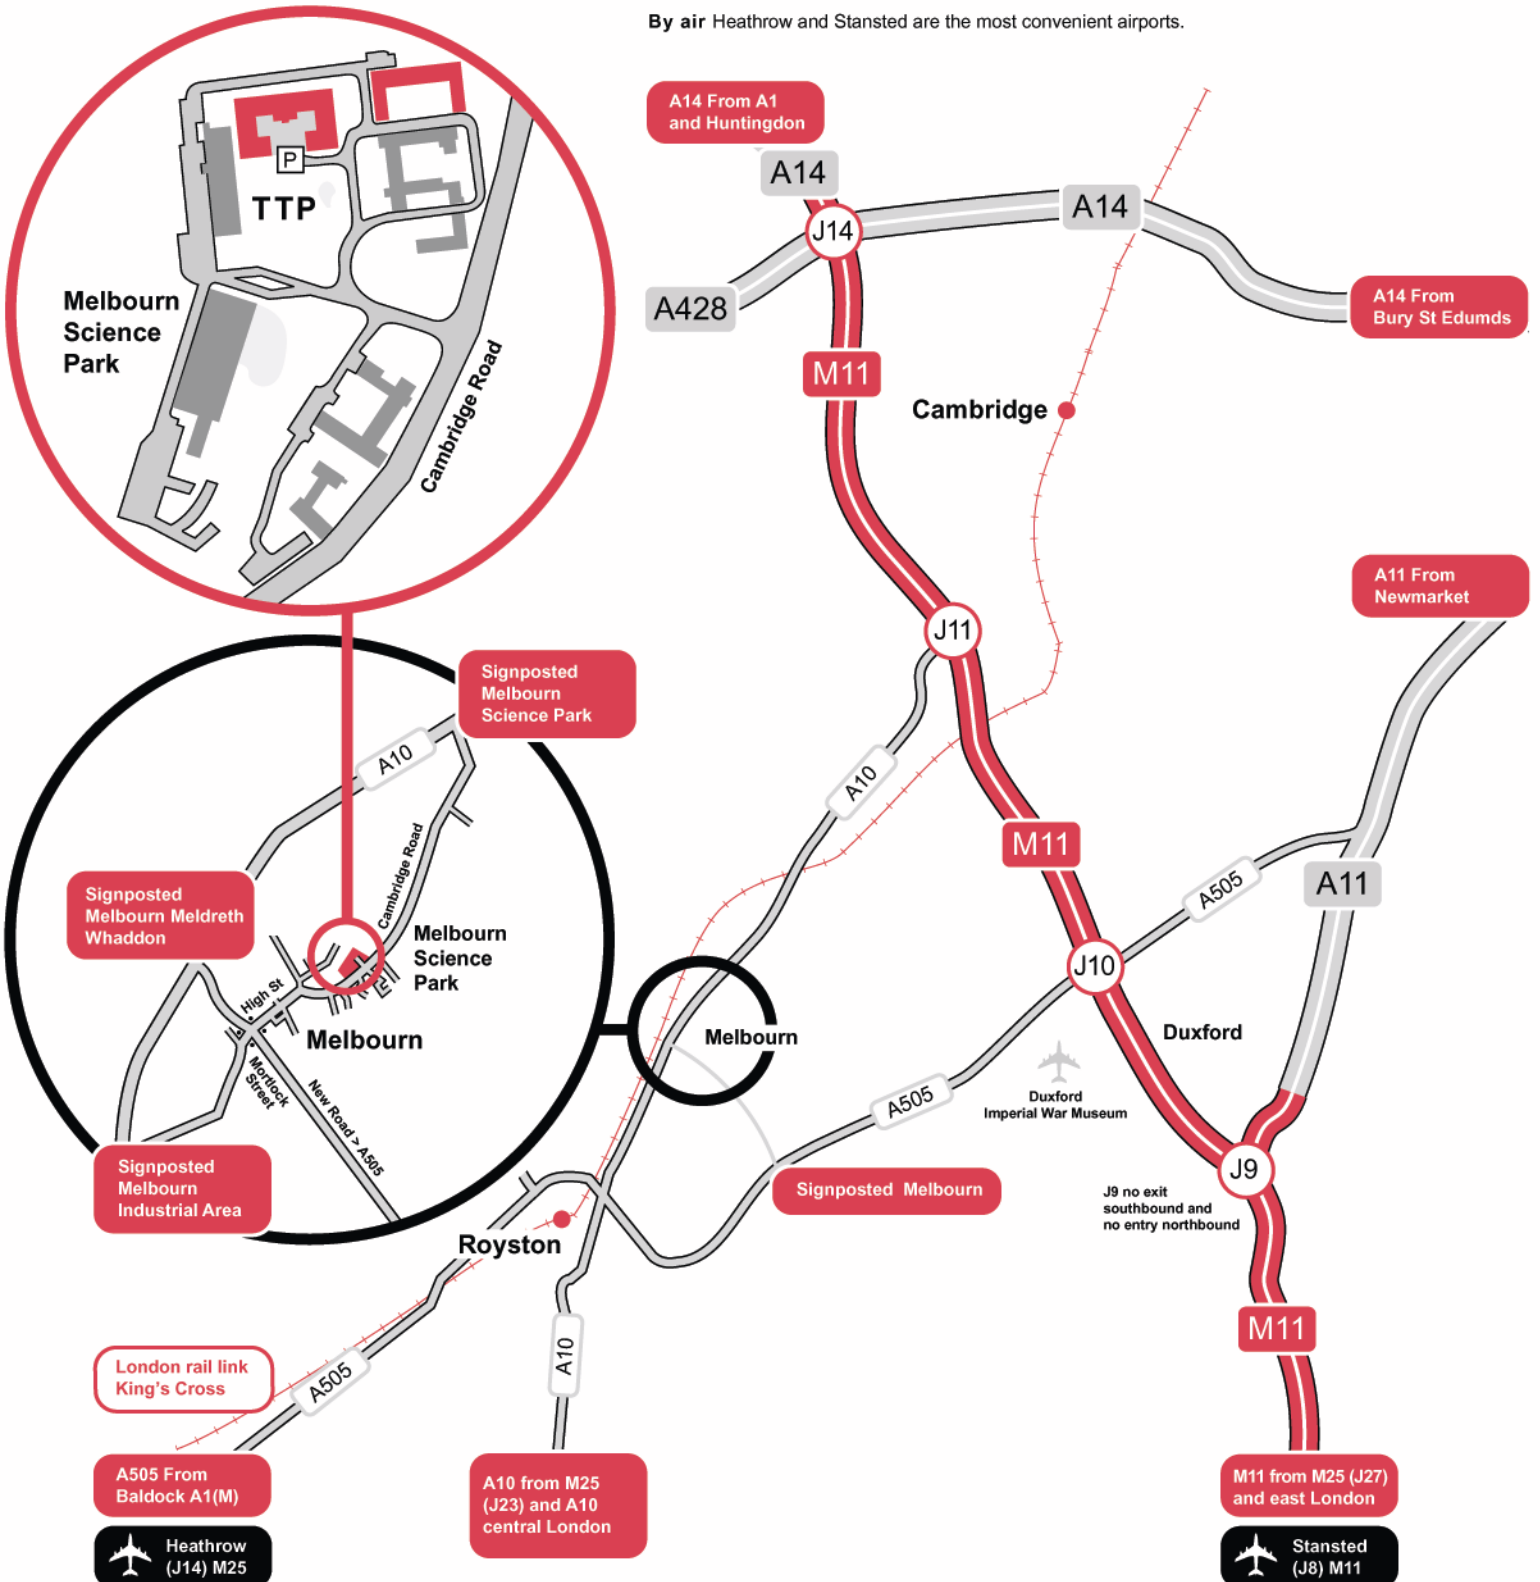 By air Heathrow and Stansted are the most convenient airports.
P
TTP
Melbourn
Science
Park
Cambridge Road
A14 From A1
and Huntingdon
A14
J14
A14
A428
A14 From
Bury St Edumds
M11
Cambridge
A11 From
Newmarket
J11
Signposted
Melbourn
Science Park
A10
Cambridge Road
Signposted
Melbourn Meldreth
Whaddon
Melbourn
Science
Park
High St
Melbourn
Mortlock
Street
New Road > A505
Signposted
Melbourn
Industrial Area
A10
M11
A505
A11
J10
Melbourn
Duxford
Duxford
Imperial War Museum
A505
J9
J9 no exit
southbound and
no entry northbound
Signposted Melbourn
Royston
M11
A10
A505
London rail link
King's Cross
A505 From
Baldock A1(M)
Heathrow
(J14) M25
A10 from M25
(J23) and A10
central London
M11 from M25 (J27)
and east London
Stansted
(J8) M11